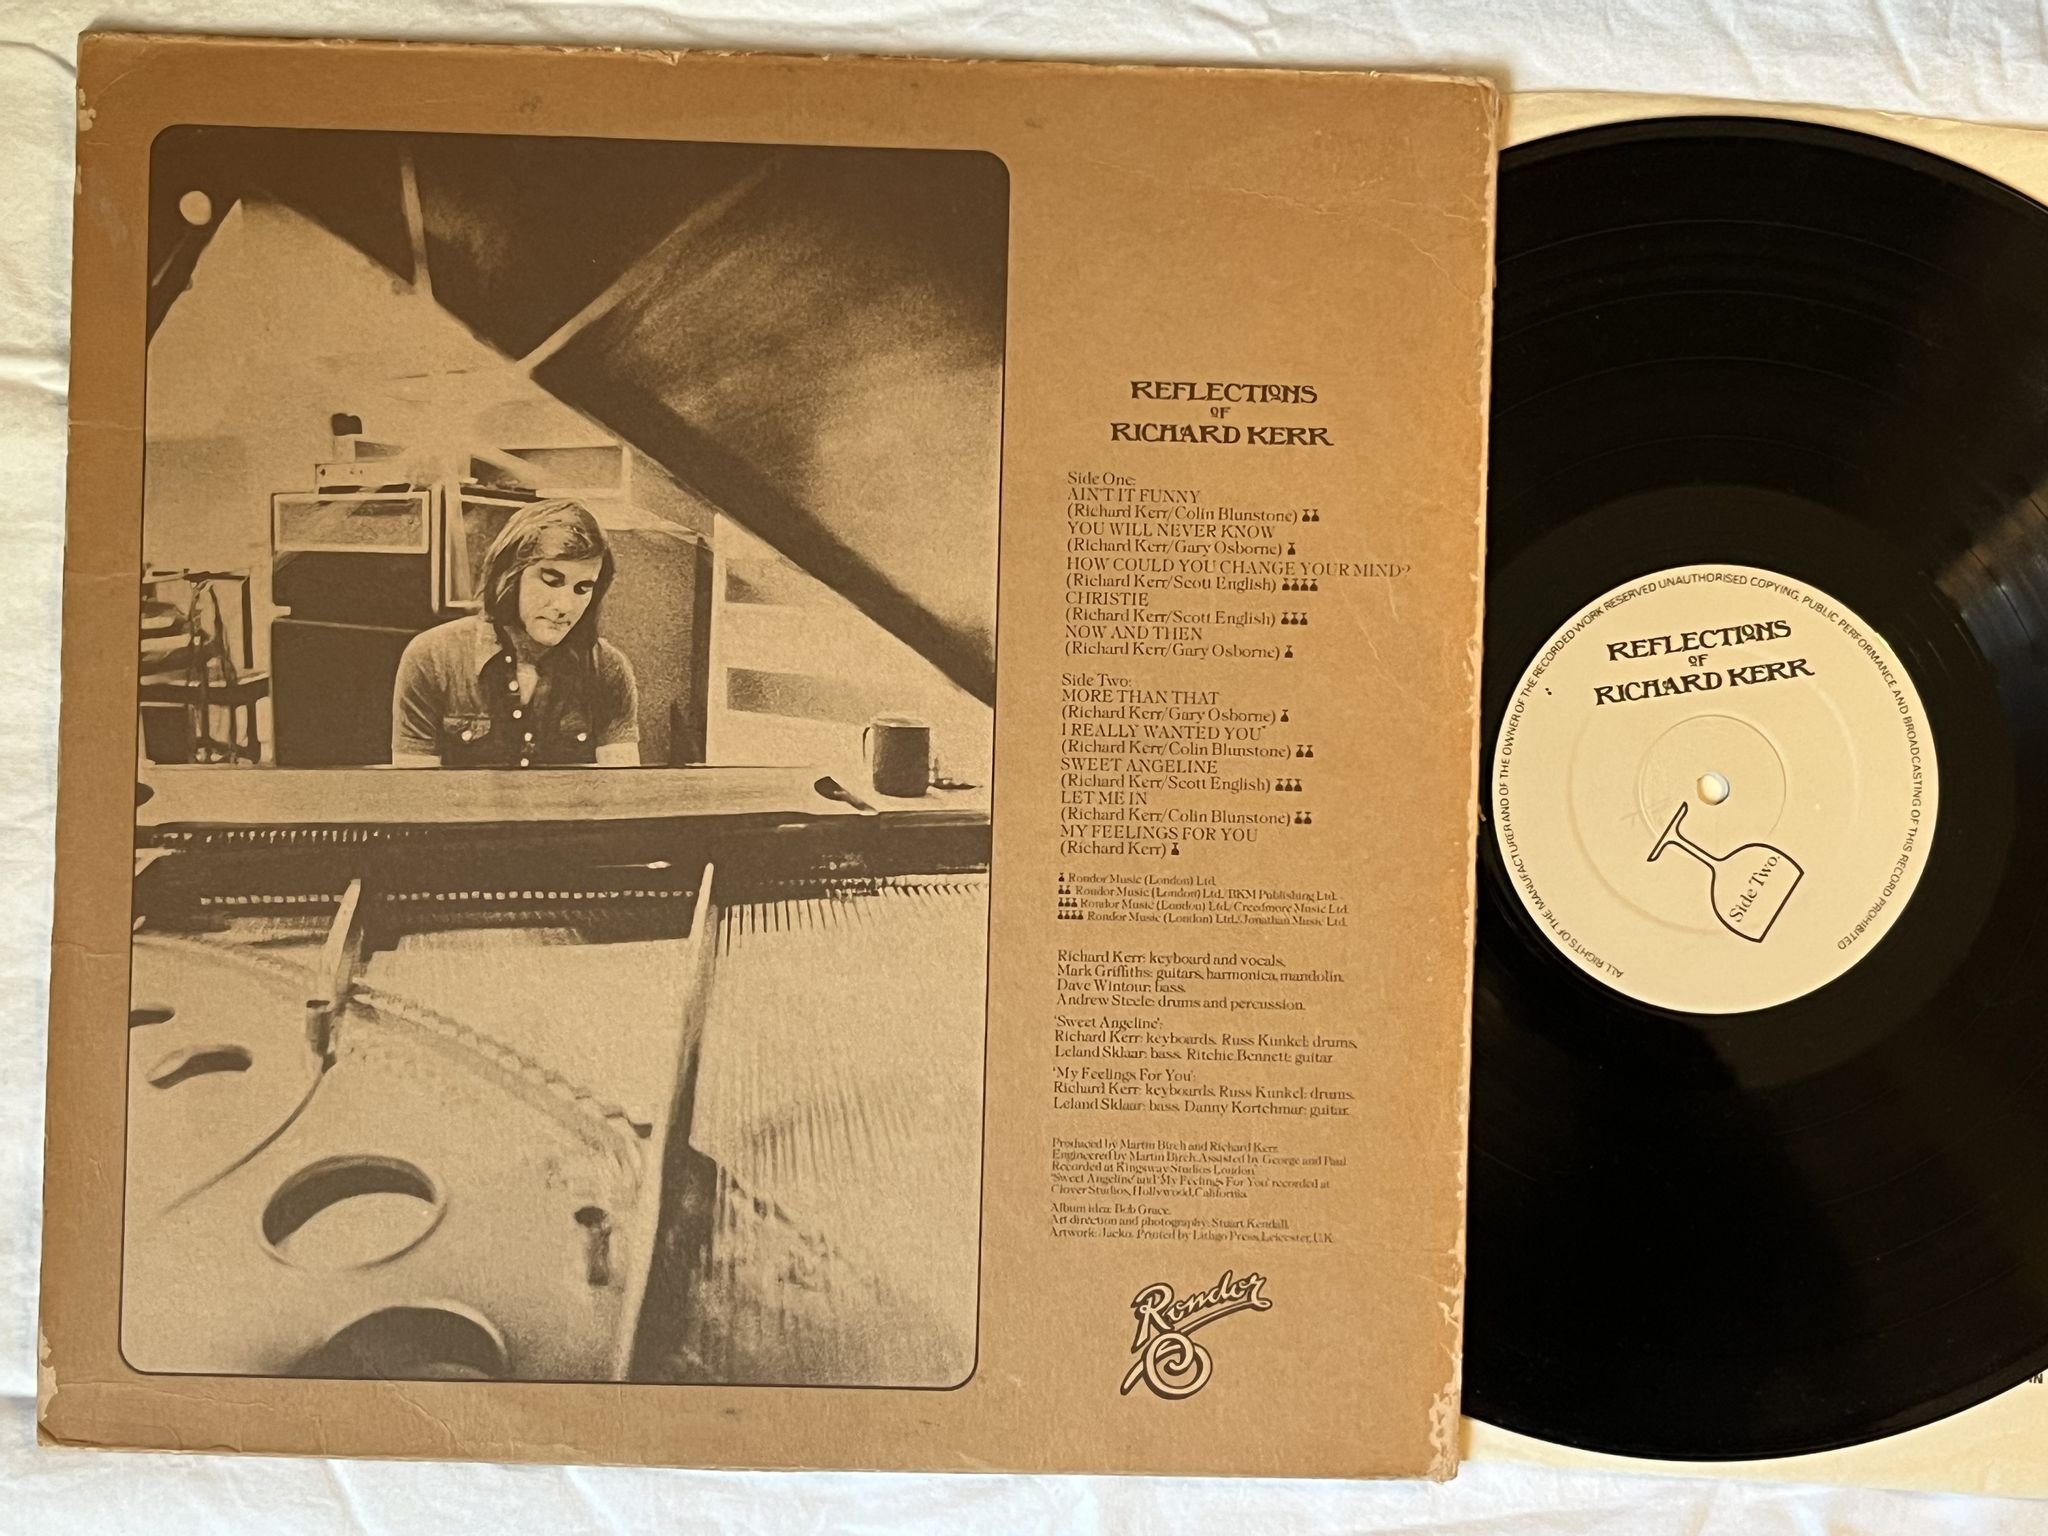 REFLECTIONS
OF
RICHARD KERR
Side One:
AIN'T IT FUNNY
(Richard Kerr/Colin Blunstone)
YOU WILL NEVER KNOW
(Richard Kerr/Gary Osborne)
HOW COULD YOU CHANGE YOUR MIND?
(Richard Kerr/Scott English)
CHRISTIE
(Richard Kerr/Scott English)
NOW AND THEN
(Richard Kerr/Gary Osborne)
Side Two:
MORE THAN THAT
(Richard Kerr/Gary Osborne)
I REALLY WANTED YOU
(Richard Kerr/Colin Blunstone)
SWEET ANGELINE
(Richard Kerr/Scott English)
LET ME IN
(Richard Kerr/Colin Blunstone)
MY FEELINGS FOR YOU
(Richard Kerr)
Rondor Music (London) Ltd.
Rondor Music (London) Ltd./BKM Publishing Ltd.
Rondor Music (London) Ltd./Creedmore Music Ltd.
Rondor Music (London) Ltd./Jonathan Music Ltd.
Richard Kerr: keyboard and vocals.
Mark Griffiths: guitars, harmonica, mandolin.
Dave Wintour: bass.
Andrew Steele: drums and percussion.
'Sweet Angeline':
Richard Kerr: keyboards. Russ Kunkel: drums.
Leland Sklaar: bass. Ritchie Bennett: guitar.
'My Feelings For You':
Richard Kerr: keyboards. Russ Kunkel: drums.
Leland Sklaar: bass. Danny Kortchmar: guitar.
Produced by Martin Birch and Richard Kerr.
Engineered by Martin Birch. Assisted by George and Paul.
Recorded at Kingsway Studios London
'Sweet Angeline' and 'My Feelings For You' recorded at
Clover Studios, Hollywood, California.
Album idea: Bob Grace.
Art direction and photography: Stuart Kendall.
Artwork: Jacko. Printed by Lithgo Press, Leicester, U.K.
Rondor
ALL RIGHTS OF THE MANUFACTURER AND OF THE OWNER OF THE RECORDED WORK RESERVED UNAUTHORISED COPYING, PUBLIC PERFORMANCE AND BROADCASTING OF THIS RECORD PROHIBITED
REFLECTIONS
OF
RICHARD KERR
Side Two.